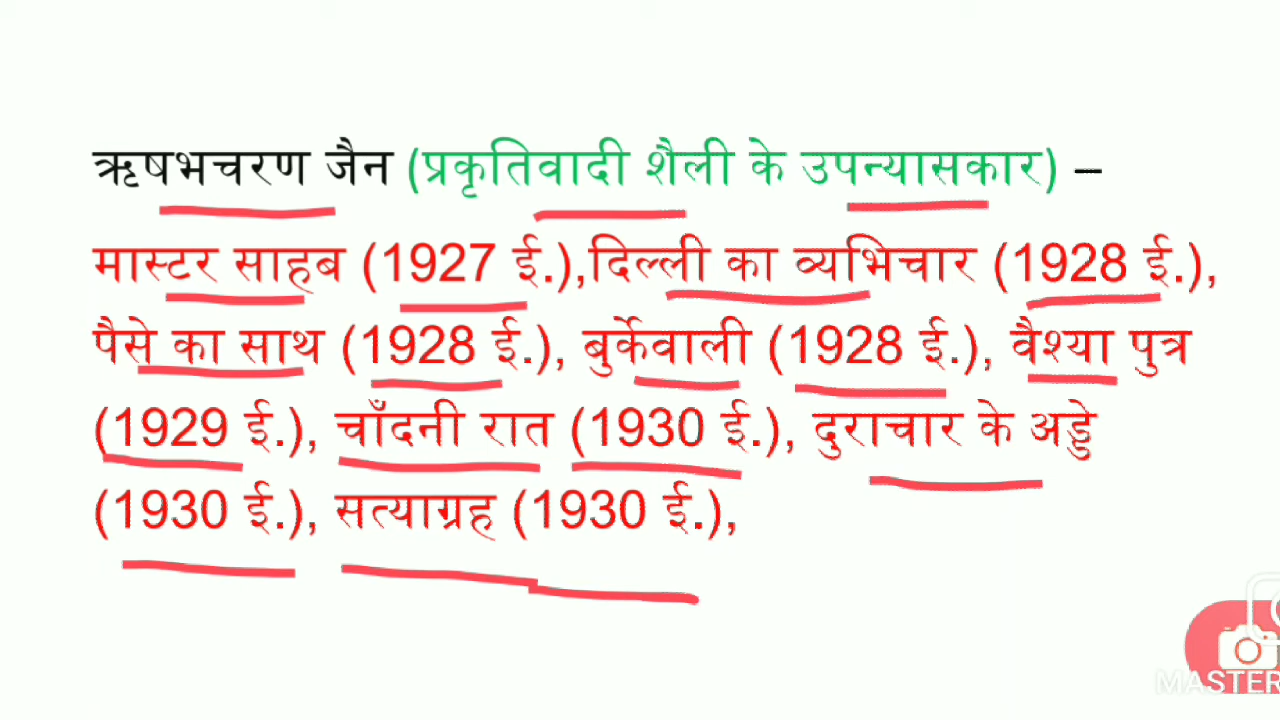 ऋषभचरण जैन (प्रकृतिवादी शैली के उपन्यासकार) –
मास्टर साहब (1927 ई.),दिल्ली का व्यभिचार (1928 ई.),
पैसे का साथ (1928 ई.), बुर्केवाली (1928 ई.), वैश्या पुत्र
(1929 ई.), चाँदनी रात (1930 ई.), दुराचार के अड्डे
(1930 ई.), सत्याग्रह (1930 ई.),
MASTER